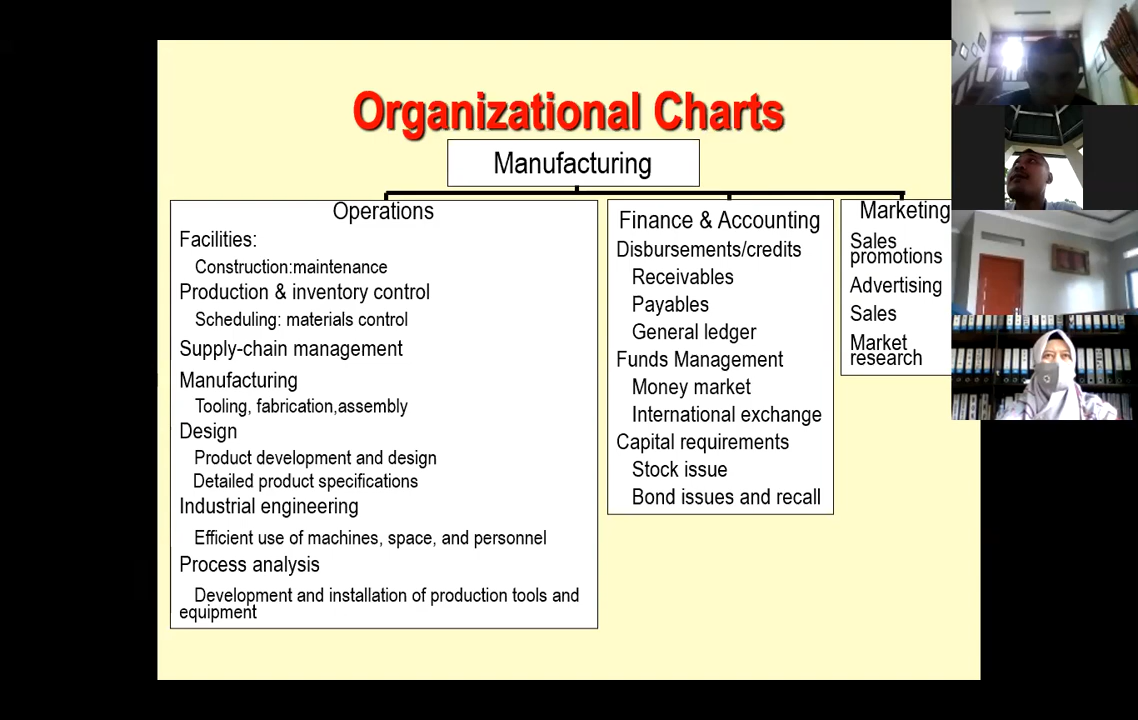 Organizational Charts
Manufacturing
Operations
Facilities:
Construction:maintenance
Production & inventory control
Scheduling: materials control
Supply-chain management
Manufacturing
Tooling, fabrication,assembly
Design
Product development and design
Detailed product specifications
Industrial engineering
Efficient use of machines, space, and personnel
Process analysis
Development and installation of production tools and
equipment
Finance & Accounting
Disbursements/credits
Receivables
Payables
General ledger
Funds Management
Money market
International exchange
Capital requirements
Stock issue
Bond issues and recall
Marketing
Sales
promotions
Advertising
Sales
Market
research